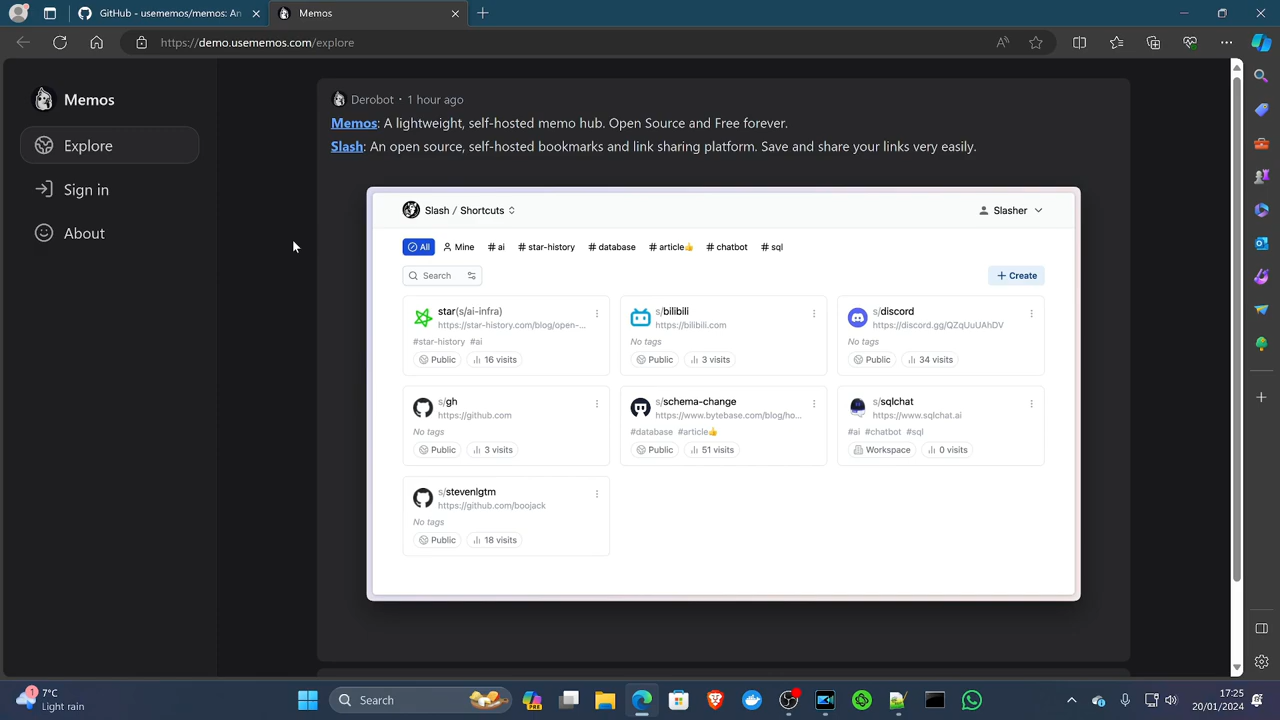 GitHub - usememos/memos: An
Memos
https://demo.usememos.com/explore
Memos
Explore
Sign in
About
Derobot · 1 hour ago
Memos: A lightweight, self-hosted memo hub. Open Source and Free forever.
Slash: An open source, self-hosted bookmarks and link sharing platform. Save and share your links very easily.
Slash / Shortcuts
Slasher
All
Mine
# ai
# star-history
# database
# article👍
# chatbot
# sql
Search
+ Create
star(s/ai-infra)
https://star-history.com/blog/open-...
#star-history #ai
Public
16 visits
s/bilibili
https://bilibili.com
No tags
Public
3 visits
s/discord
https://discord.gg/QZqUuUAhDV
No tags
Public
34 visits
s/gh
https://github.com
No tags
Public
3 visits
s/schema-change
https://www.bytebase.com/blog/ho...
#database #article👍
Public
51 visits
s/sqlchat
https://www.sqlchat.ai
#ai #chatbot #sql
Workspace
0 visits
s/stevenlgtm
https://github.com/boojack
No tags
Public
18 visits
1
7°C
Light rain
Search
17:25
20/01/2024